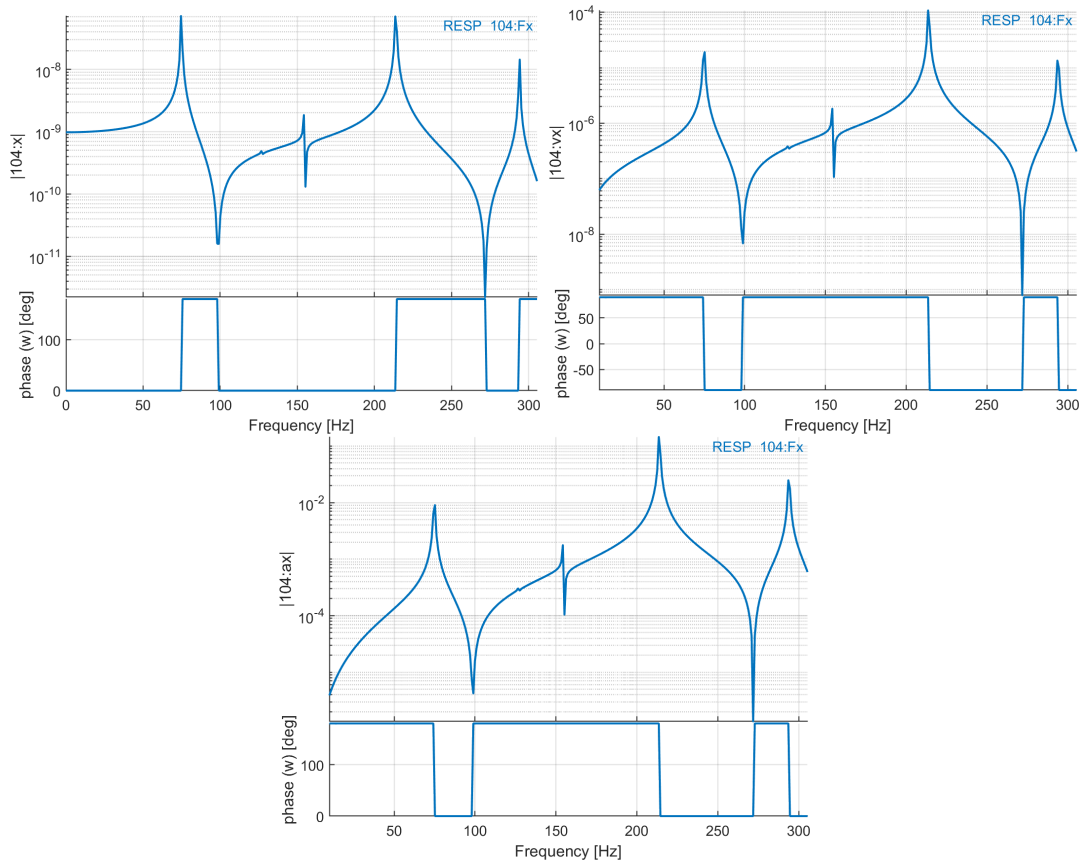 RESP 104:Fx
|104:x|
10^-8
10^-9
10^-10
10^-11
phase (w) [deg]
100
0
0 50 100 150 200 250 300
Frequency [Hz]
RESP 104:Fx
|104:vx|
10^-4
10^-6
10^-8
phase (w) [deg]
50
0
-50
50 100 150 200 250 300
Frequency [Hz]
RESP 104:Fx
|104:ax|
10^-2
10^-4
phase (w) [deg]
100
0
50 100 150 200 250 300
Frequency [Hz]